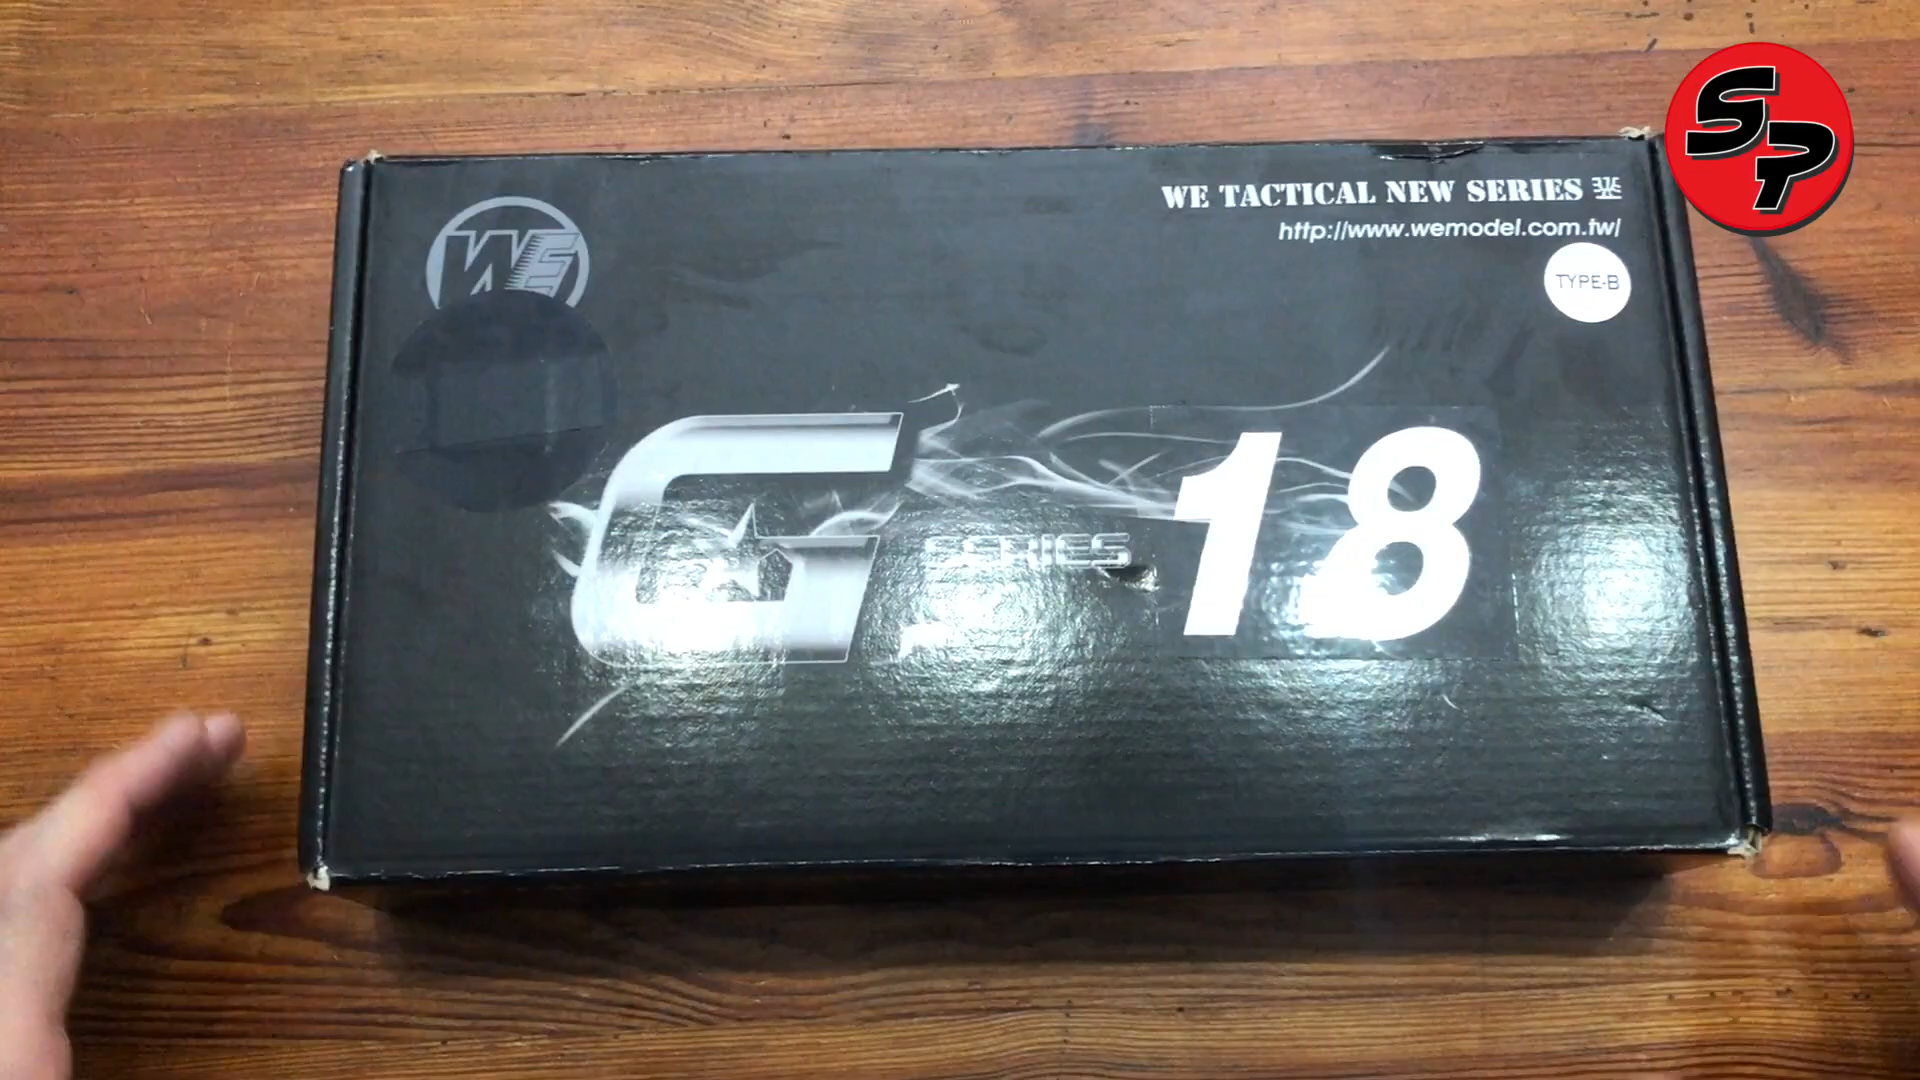 SP
WE TACTICAL NEW SERIES
http://www.wemodel.com.tw/
WE
TYPE-B
G SERIES 18